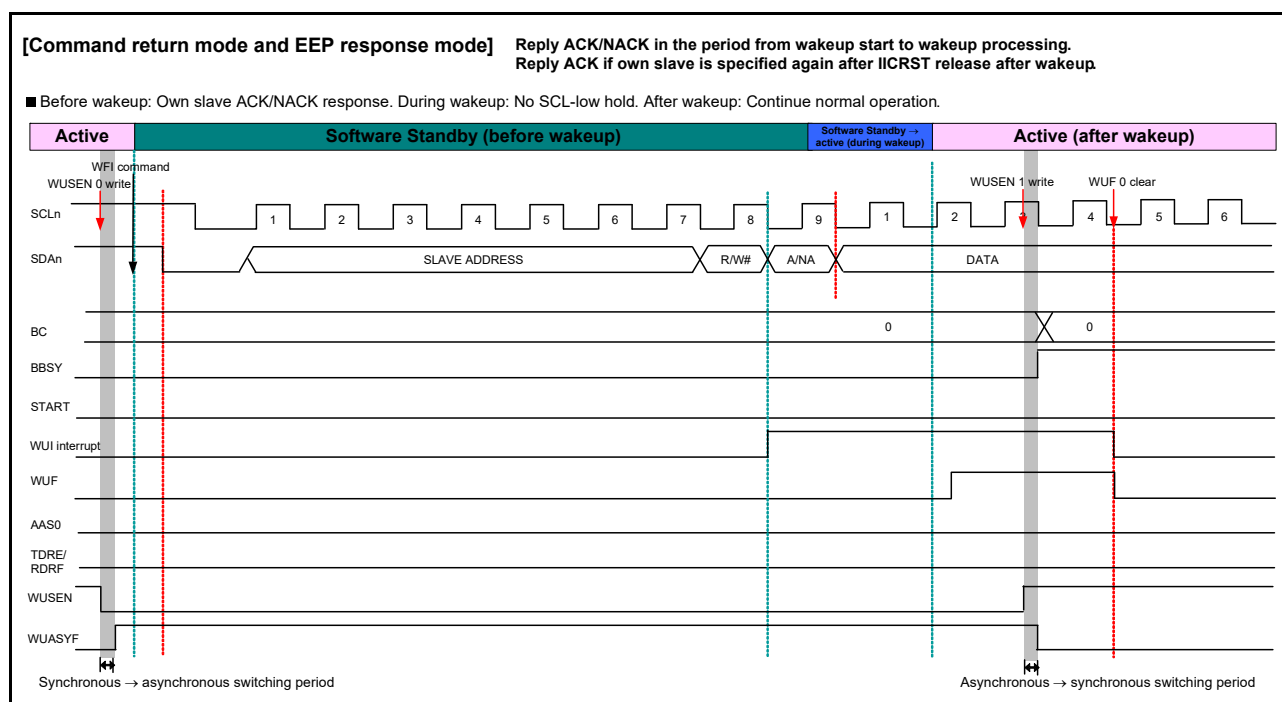 [Command return mode and EEP response mode] Reply ACK/NACK in the period from wakeup start to wakeup processing.
Reply ACK if own slave is specified again after IICRST release after wakeup.
■ Before wakeup: Own slave ACK/NACK response. During wakeup: No SCL-low hold. After wakeup: Continue normal operation.
Active Software Standby (before wakeup) Software Standby → Active (after wakeup)
active (during wakeup)
WFI command
WUSEN 0 write WUSEN 1 write WUF 0 clear
SCLn 1 2 3 4 5 6 7 8 9 1 2 3 4 5 6
SDAn SLAVE ADDRESS R/W# A/NA DATA
BC 0 0
BBSY
START
WUI interrupt
WUF
AAS0
TDRE/
RDRF
WUSEN
WUASYF
Synchronous → asynchronous switching period Asynchronous → synchronous switching period